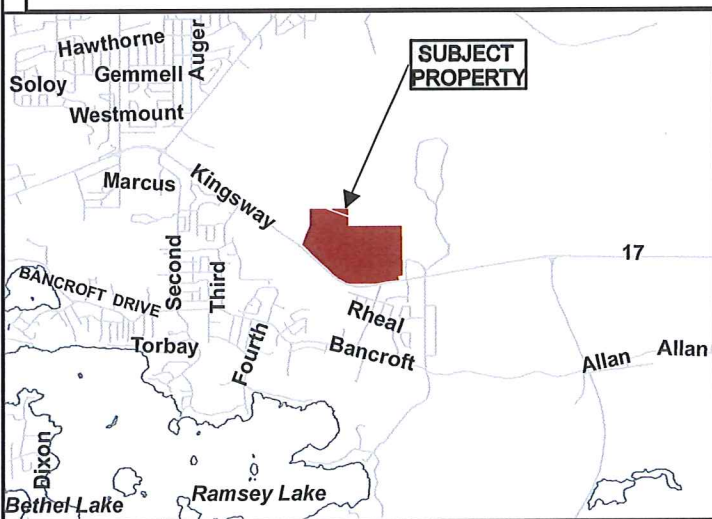 Hawthorne
Auger
SUBJECT
PROPERTY
Soloy
Gemmell
Westmount
Marcus
Kingsway
Second
Third
17
BANCROFT DRIVE
Rheal
Torbay
Fourth
Bancroft
Allan
Allan
Dixon
Ramsey Lake
Bethel Lake